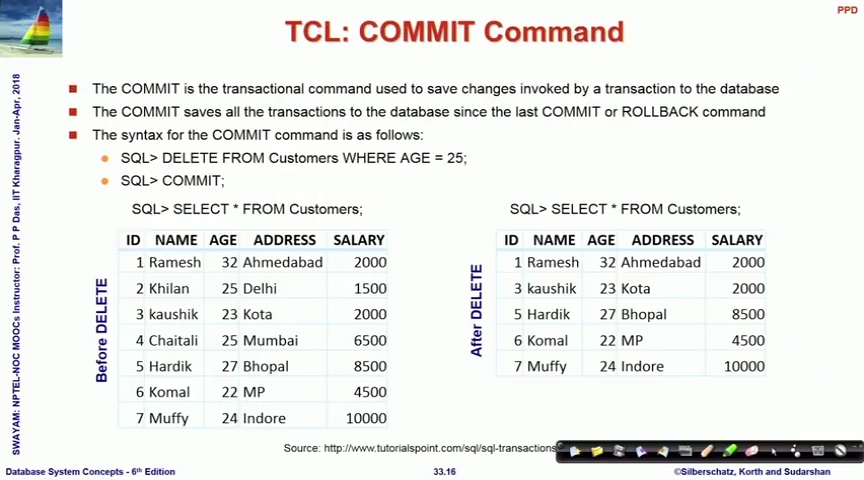 PPD
TCL: COMMIT Command
SWAYAM: NPTEL-NOC MOOCs Instructor: Prof. P P Das, IIT Kharagpur. Jan-Apr, 2018
The COMMIT is the transactional command used to save changes invoked by a transaction to the database
The COMMIT saves all the transactions to the database since the last COMMIT or ROLLBACK command
The syntax for the COMMIT command is as follows:
SQL> DELETE FROM Customers WHERE AGE = 25;
SQL> COMMIT;
SQL> SELECT * FROM Customers;
Before DELETE
ID NAME AGE ADDRESS SALARY
1 Ramesh 32 Ahmedabad 2000
2 Khilan 25 Delhi 1500
3 kaushik 23 Kota 2000
4 Chaitali 25 Mumbai 6500
5 Hardik 27 Bhopal 8500
6 Komal 22 MP 4500
7 Muffy 24 Indore 10000
SQL> SELECT * FROM Customers;
After DELETE
ID NAME AGE ADDRESS SALARY
1 Ramesh 32 Ahmedabad 2000
3 kaushik 23 Kota 2000
5 Hardik 27 Bhopal 8500
6 Komal 22 MP 4500
7 Muffy 24 Indore 10000
Source: http://www.tutorialspoint.com/sql/sql-transactions
Database System Concepts - 6th Edition
33.16
©Silberschatz, Korth and Sudarshan